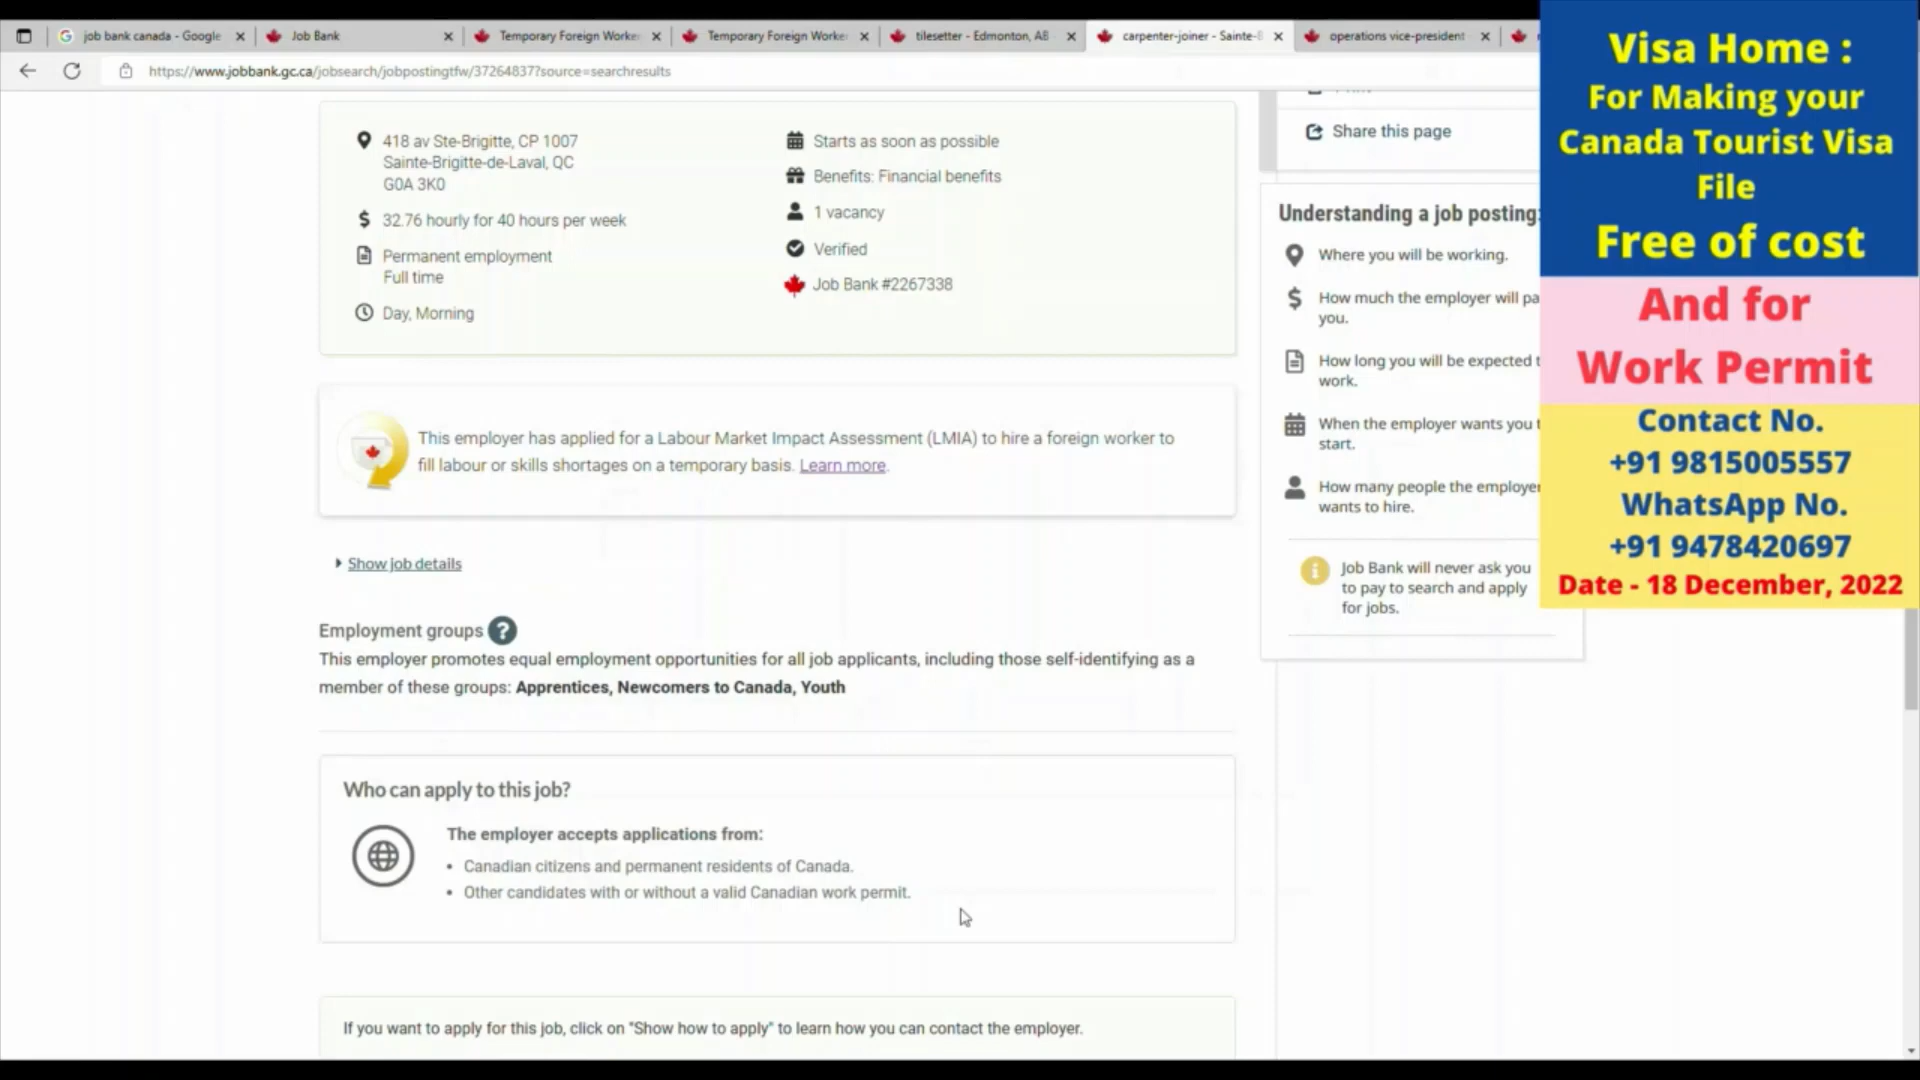 job bank canada - Google
Job Bank
Temporary Foreign Worke
Temporary Foreign Worke
tilesetter - Edmonton, AB
carpenter-joiner - Sainte-B
operations vice-president
https://www.jobbank.gc.ca/jobsearch/jobpostingtfw/37264837?source=searchresults
418 av Ste-Brigitte, CP 1007
Sainte-Brigitte-de-Laval, QC
G0A 3K0
32.76 hourly for 40 hours per week
Permanent employment
Full time
Day, Morning
Starts as soon as possible
Benefits: Financial benefits
1 vacancy
Verified
Job Bank #2267338
This employer has applied for a Labour Market Impact Assessment (LMIA) to hire a foreign worker to
fill labour or skills shortages on a temporary basis. Learn more.
Show job details
Employment groups ?
This employer promotes equal employment opportunities for all job applicants, including those self-identifying as a
member of these groups: Apprentices, Newcomers to Canada, Youth
Who can apply to this job?
The employer accepts applications from:
• Canadian citizens and permanent residents of Canada.
• Other candidates with or without a valid Canadian work permit.
If you want to apply for this job, click on "Show how to apply" to learn how you can contact the employer.
Share this page
Understanding a job posting:
Where you will be working.
How much the employer will pa
you.
How long you will be expected t
work.
When the employer wants you t
start.
How many people the employer
wants to hire.
Job Bank will never ask you
to pay to search and apply
for jobs.
Visa Home :
For Making your
Canada Tourist Visa
File
Free of cost
And for
Work Permit
Contact No.
+91 9815005557
WhatsApp No.
+91 9478420697
Date - 18 December, 2022